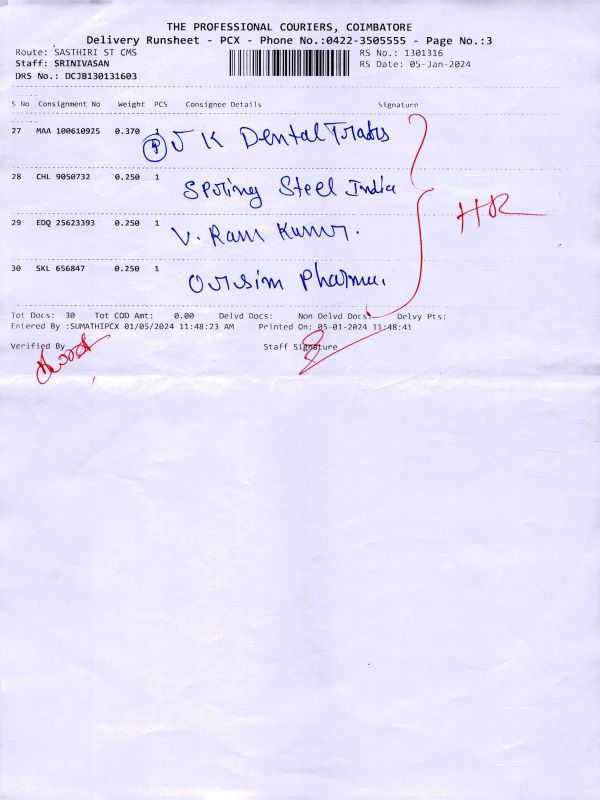 THE PROFESSIONAL COURIERS, COIMBATORE
Delivery Runsheet - PCX - Phone No.:0422-3505555 - Page No.:3
Route: SASTHIRI ST CMS RS No.: 1301316
Staff: SRINIVASAN RS Date: 05-Jan-2024
DRS No.: DCJB130131603
S No Consignment No Weight PCS Consignee Details Signature
27 MAA 100610925 0.370 1 P J K Dental Trades
28 CHL 9050732 0.250 1 Spring Steel India
29 EDQ 25623393 0.250 1 V. Ram Kumar.
30 SKL 656847 0.250 1 Pharma.
HR
Tot Docs: 30 Tot COD Amt: 0.00 Delvd Docs: Non Delvd Docs: Delvy Pts:
Entered By :SUMATHIPCX 01/05/2024 11:48:23 AM Printed On: 05-01-2024 11:48:41
Verified By Staff Signature